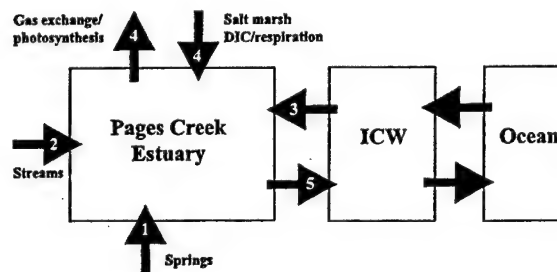 Gas exchange/
photosynthesis
4
4
Salt marsh
DIC/respiration
Pages Creek
Estuary
2
Streams
3
5
ICW
Ocean
1
Springs